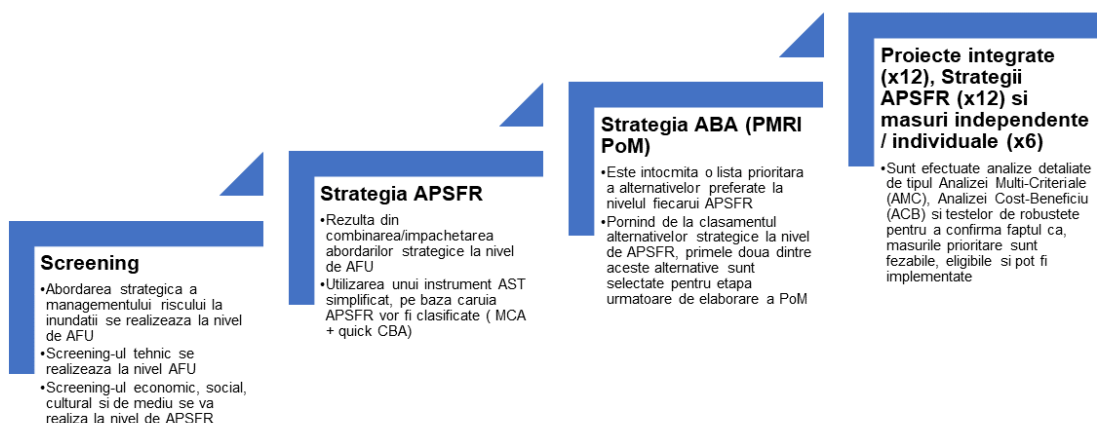 Screening
•Abordarea strategica a
managementului riscului la
inundatii se realizeaza la nivel
de AFU
•Screening-ul tehnic se
realizeaza la nivel AFU
•Screening-ul economic, social,
cultural si de mediu se va
realiza la nivel de APSFR
Strategia APSFR
•Rezulta din
combinarea/impachetarea
abordarilor strategice la nivel
de AFU
•Utilizarea unui instrument AST
simplificat, pe baza caruia
APSFR vor fi clasificate ( MCA
+ quick CBA)
Strategia ABA (PMRI
PoM)
•Este intocmita o lista prioritara
a alternativelor preferate la
nivelul fiecarui APSFR
•Pornind de la clasamentul
alternativelor strategice la nivel
de APSFR, primele doua dintre
aceste alternative sunt
selectate pentru etapa
urmatoare de elaborare a PoM
Proiecte integrate
(x12), Strategii
APSFR (x12) si
masuri independente
/ individuale (x6)
•Sunt efectuate analize detaliate
de tipul Analizei Multi-Criteriale
(AMC), Analizei Cost-Beneficiu
(ACB) si testelor de robustete
pentru a confirma faptul ca,
masurile prioritare sunt
fezabile, eligibile si pot fi
implementate